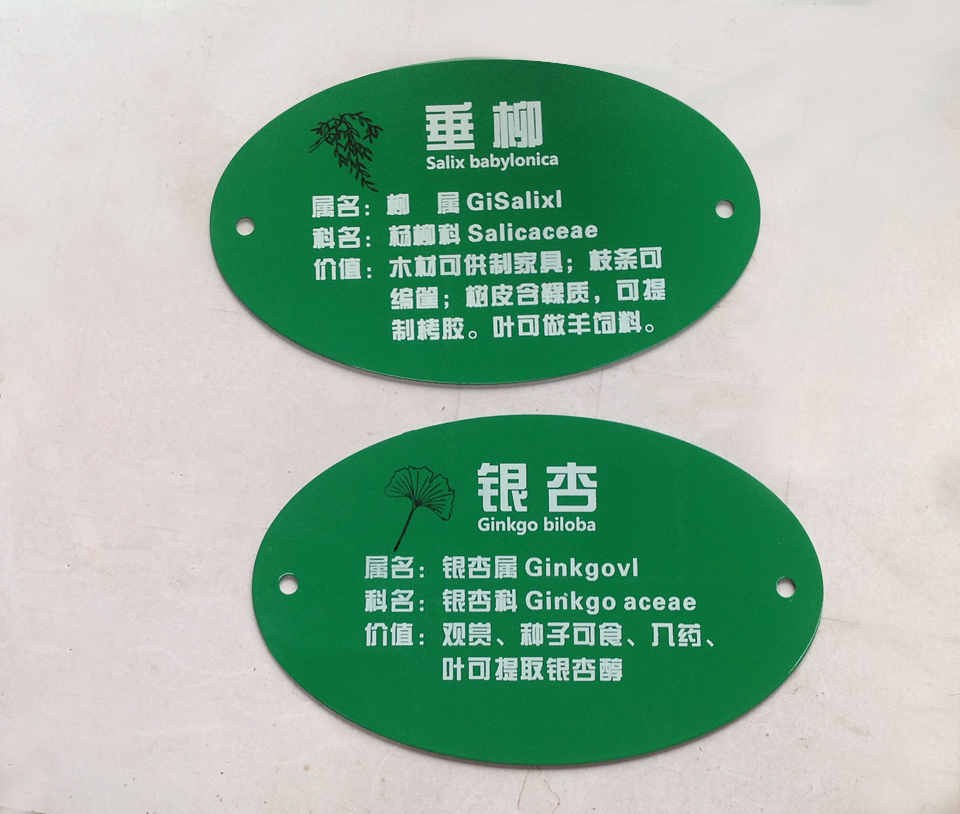 垂柳
Salix babylonica
属名：柳 属 GiSalixl
科名：杨柳科 Salicaceae
价值：木材可供制家具；枝条可
编筐；树皮含鞣质，可提
制栲胶。叶可做羊饲料。
银杏
Ginkgo biloba
属名：银杏属 Ginkgovl
科名：银杏科 Ginkgo aceae
价值：观赏、种子可食、入药、
叶可提取银杏醇